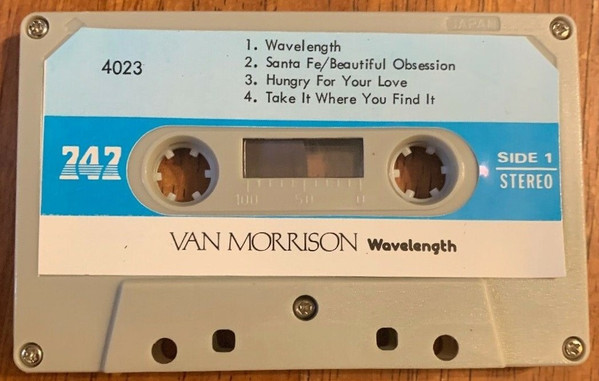 JAPAN
4023
1. Wavelength
2. Santa Fe/Beautiful Obsession
3. Hungry For Your Love
4. Take It Where You Find It
747
SIDE 1
STEREO
100 50 0
VAN MORRISON Wavelength